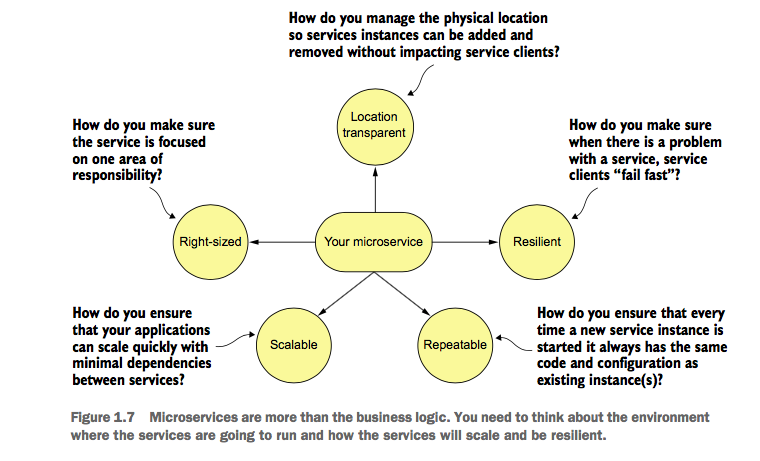 How do you manage the physical location
so services instances can be added and
removed without impacting service clients?
Location
transparent
How do you make sure
the service is focused
on one area of
responsibility?
How do you make sure
when there is a problem
with a service, service
clients “fail fast”?
Right-sized
Your microservice
Resilient
How do you ensure
that your applications
can scale quickly with
minimal dependencies
between services?
Scalable
Repeatable
How do you ensure that every
time a new service instance is
started it always has the same
code and configuration as
existing instance(s)?
Figure 1.7 Microservices are more than the business logic. You need to think about the environment
where the services are going to run and how the services will scale and be resilient.